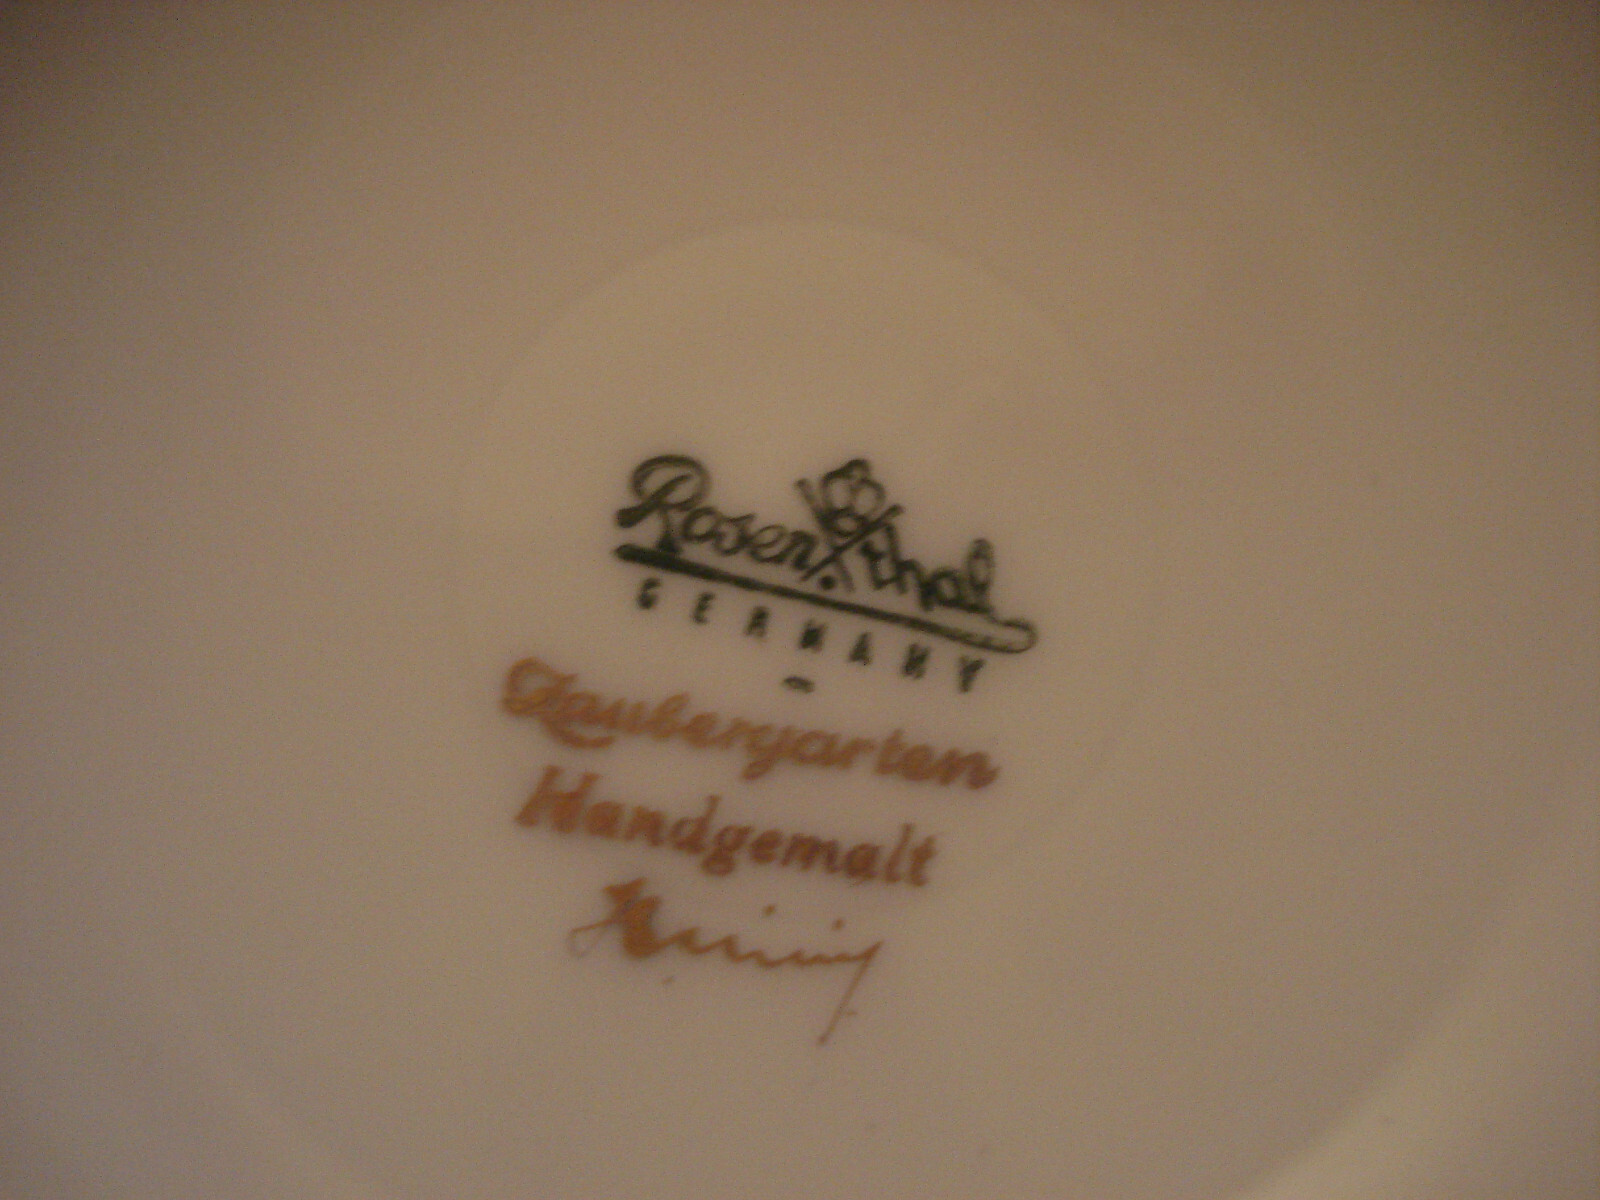 Rosenthal
GERMANY
Zaubergarten
Handgemalt